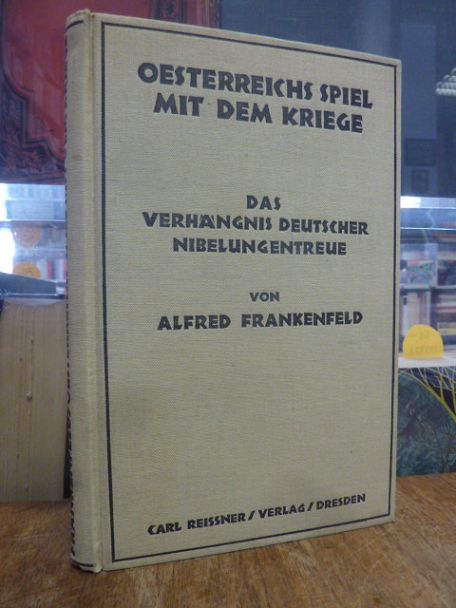 OESTERREICHS SPIEL
MIT DEM KRIEGE
DAS
VERHÄNGNIS DEUTSCHER
NIBELUNGENTREUE
VON
ALFRED FRANKENFELD
CARL REISSNER/VERLAG/DRESDEN